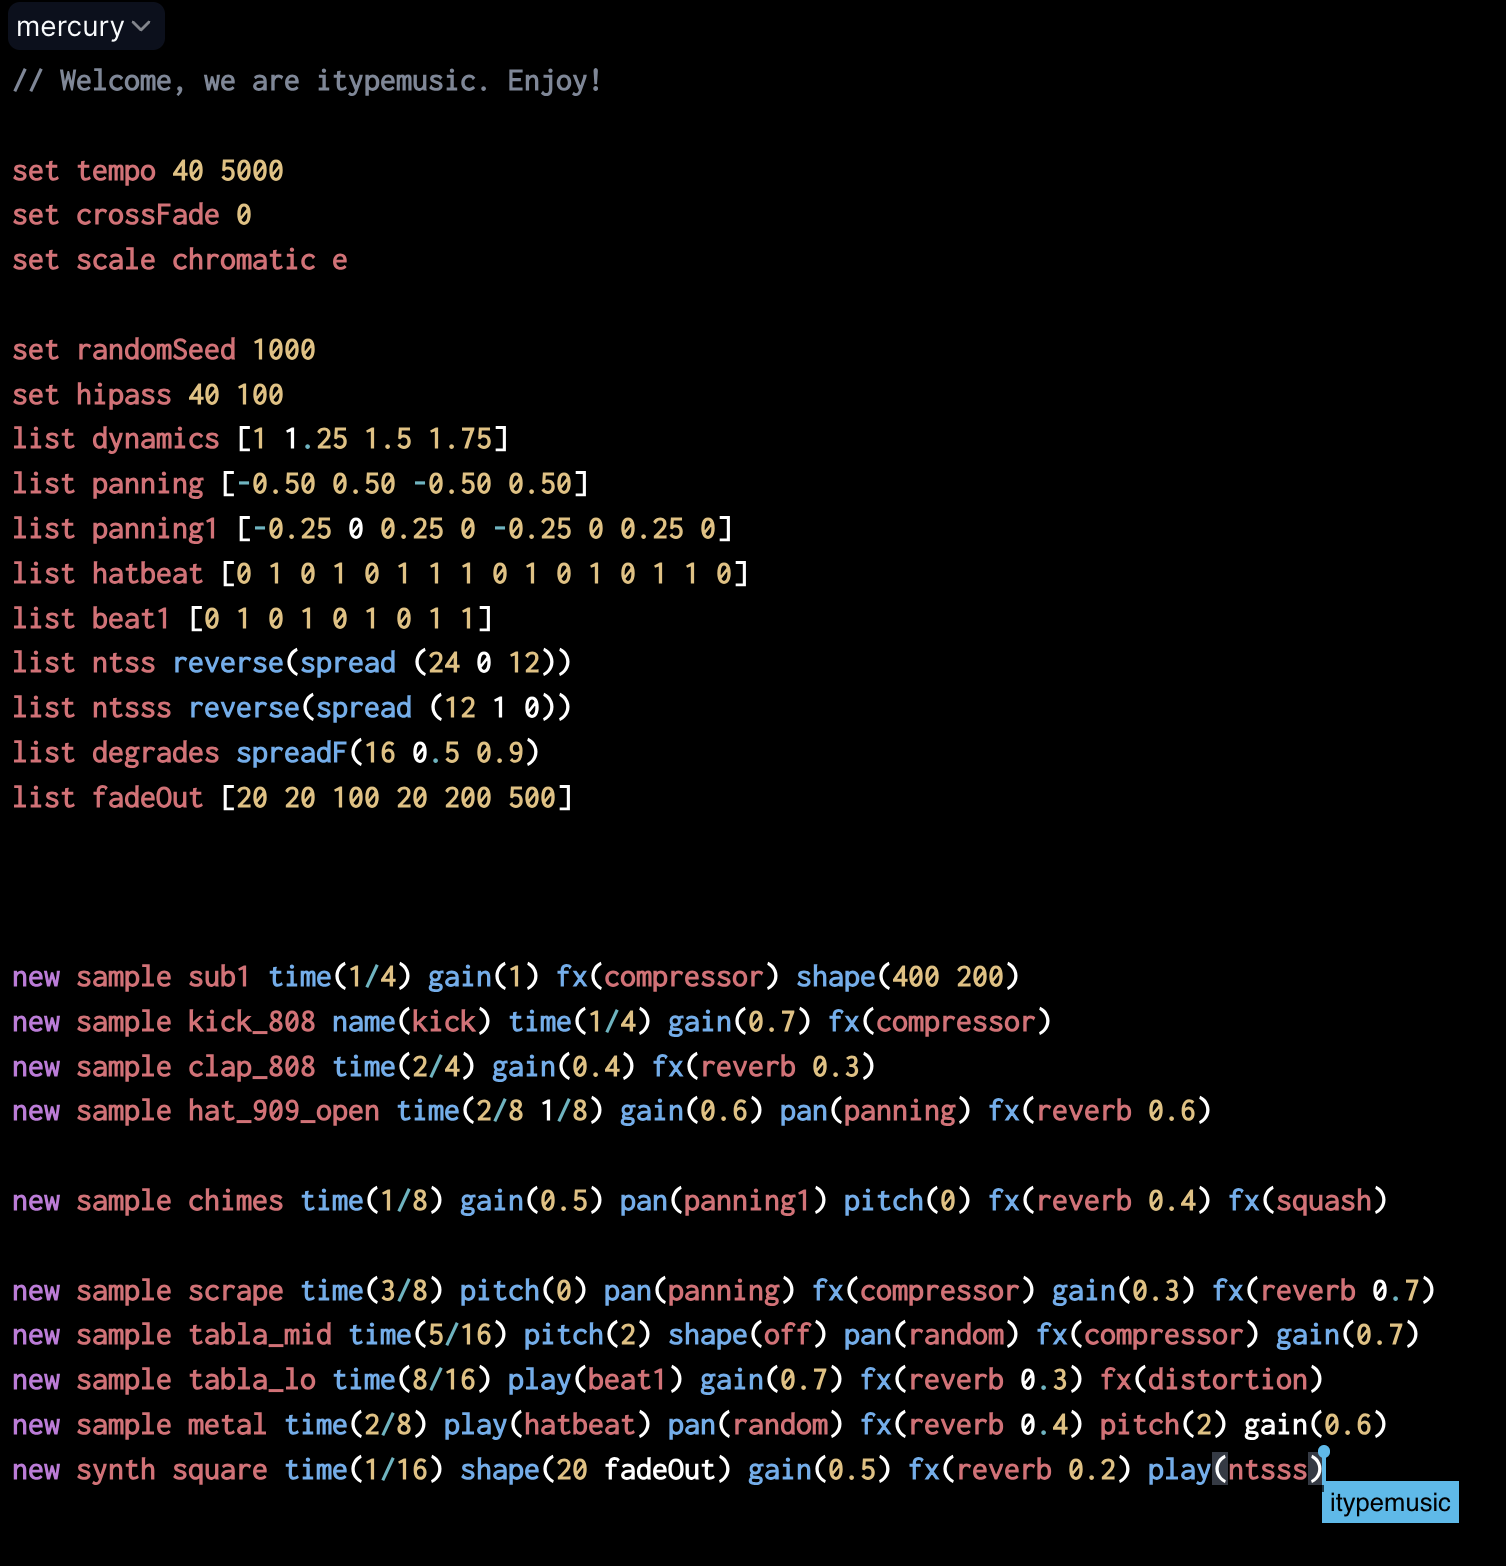 mercury
// Welcome, we are itypemusic. Enjoy!
set tempo 40 5000
set crossFade 0
set scale chromatic e
set randomSeed 1000
set hipass 40 100
list dynamics [1 1.25 1.5 1.75]
list panning [-0.50 0.50 -0.50 0.50]
list panning1 [-0.25 0 0.25 0 -0.25 0 0.25 0]
list hatbeat [0 1 0 1 0 1 1 1 0 1 0 1 0 1 1 0]
list beat1 [0 1 0 1 0 1 0 1 1]
list ntss reverse(spread (24 0 12))
list ntsss reverse(spread (12 1 0))
list degrades spreadF(16 0.5 0.9)
list fadeOut [20 20 100 20 200 500]
new sample sub1 time(1/4) gain(1) fx(compressor) shape(400 200)
new sample kick_808 name(kick) time(1/4) gain(0.7) fx(compressor)
new sample clap_808 time(2/4) gain(0.4) fx(reverb 0.3)
new sample hat_909_open time(2/8 1/8) gain(0.6) pan(panning) fx(reverb 0.6)
new sample chimes time(1/8) gain(0.5) pan(panning1) pitch(0) fx(reverb 0.4) fx(squash)
new sample scrape time(3/8) pitch(0) pan(panning) fx(compressor) gain(0.3) fx(reverb 0.7)
new sample tabla_mid time(5/16) pitch(2) shape(off) pan(random) fx(compressor) gain(0.7)
new sample tabla_lo time(8/16) play(beat1) gain(0.7) fx(reverb 0.3) fx(distortion)
new sample metal time(2/8) play(hatbeat) pan(random) fx(reverb 0.4) pitch(2) gain(0.6)
new synth square time(1/16) shape(20 fadeOut) gain(0.5) fx(reverb 0.2) play(ntsss)
itypemusic